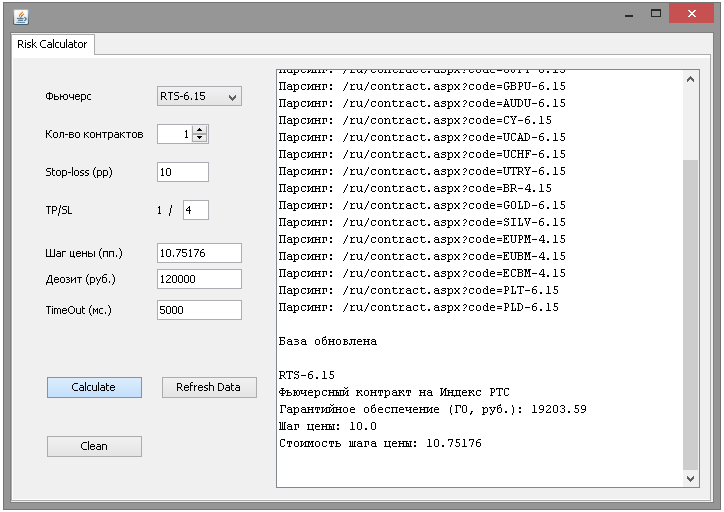 Risk Calculator
Фьючерс RTS-6.15
Кол-во контрактов 1
Stop-loss (pp) 10
TP/SL 1 / 4
Шаг цены (пп.) 10.75176
Деозит (руб.) 120000
TimeOut (мс.) 5000
Calculate Refresh Data
Clean
Парсинг: /ru/contract.aspx?code=GBPU-6.15
Парсинг: /ru/contract.aspx?code=AUDU-6.15
Парсинг: /ru/contract.aspx?code=CY-6.15
Парсинг: /ru/contract.aspx?code=UCAD-6.15
Парсинг: /ru/contract.aspx?code=UCHF-6.15
Парсинг: /ru/contract.aspx?code=UTRY-6.15
Парсинг: /ru/contract.aspx?code=BR-4.15
Парсинг: /ru/contract.aspx?code=GOLD-6.15
Парсинг: /ru/contract.aspx?code=SILV-6.15
Парсинг: /ru/contract.aspx?code=EUPM-4.15
Парсинг: /ru/contract.aspx?code=EUBM-4.15
Парсинг: /ru/contract.aspx?code=ECBM-4.15
Парсинг: /ru/contract.aspx?code=PLT-6.15
Парсинг: /ru/contract.aspx?code=PLD-6.15
База обновлена
RTS-6.15
Фьючерсный контракт на Индекс РТС
Гарантийное обеспечение (ГО, руб.): 19203.59
Шаг цены: 10.0
Стоимость шага цены: 10.75176